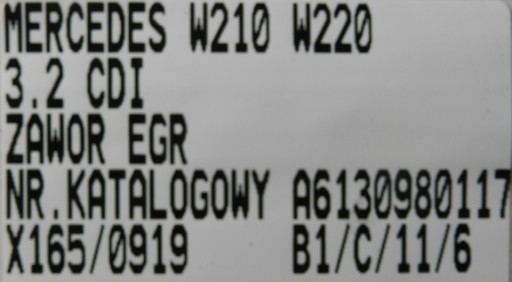 MERCEDES W210 W220
3.2 CDI
ZAWOR EGR
NR.KATALOGOWY A6130980117
X165/0919 B1/C/11/6